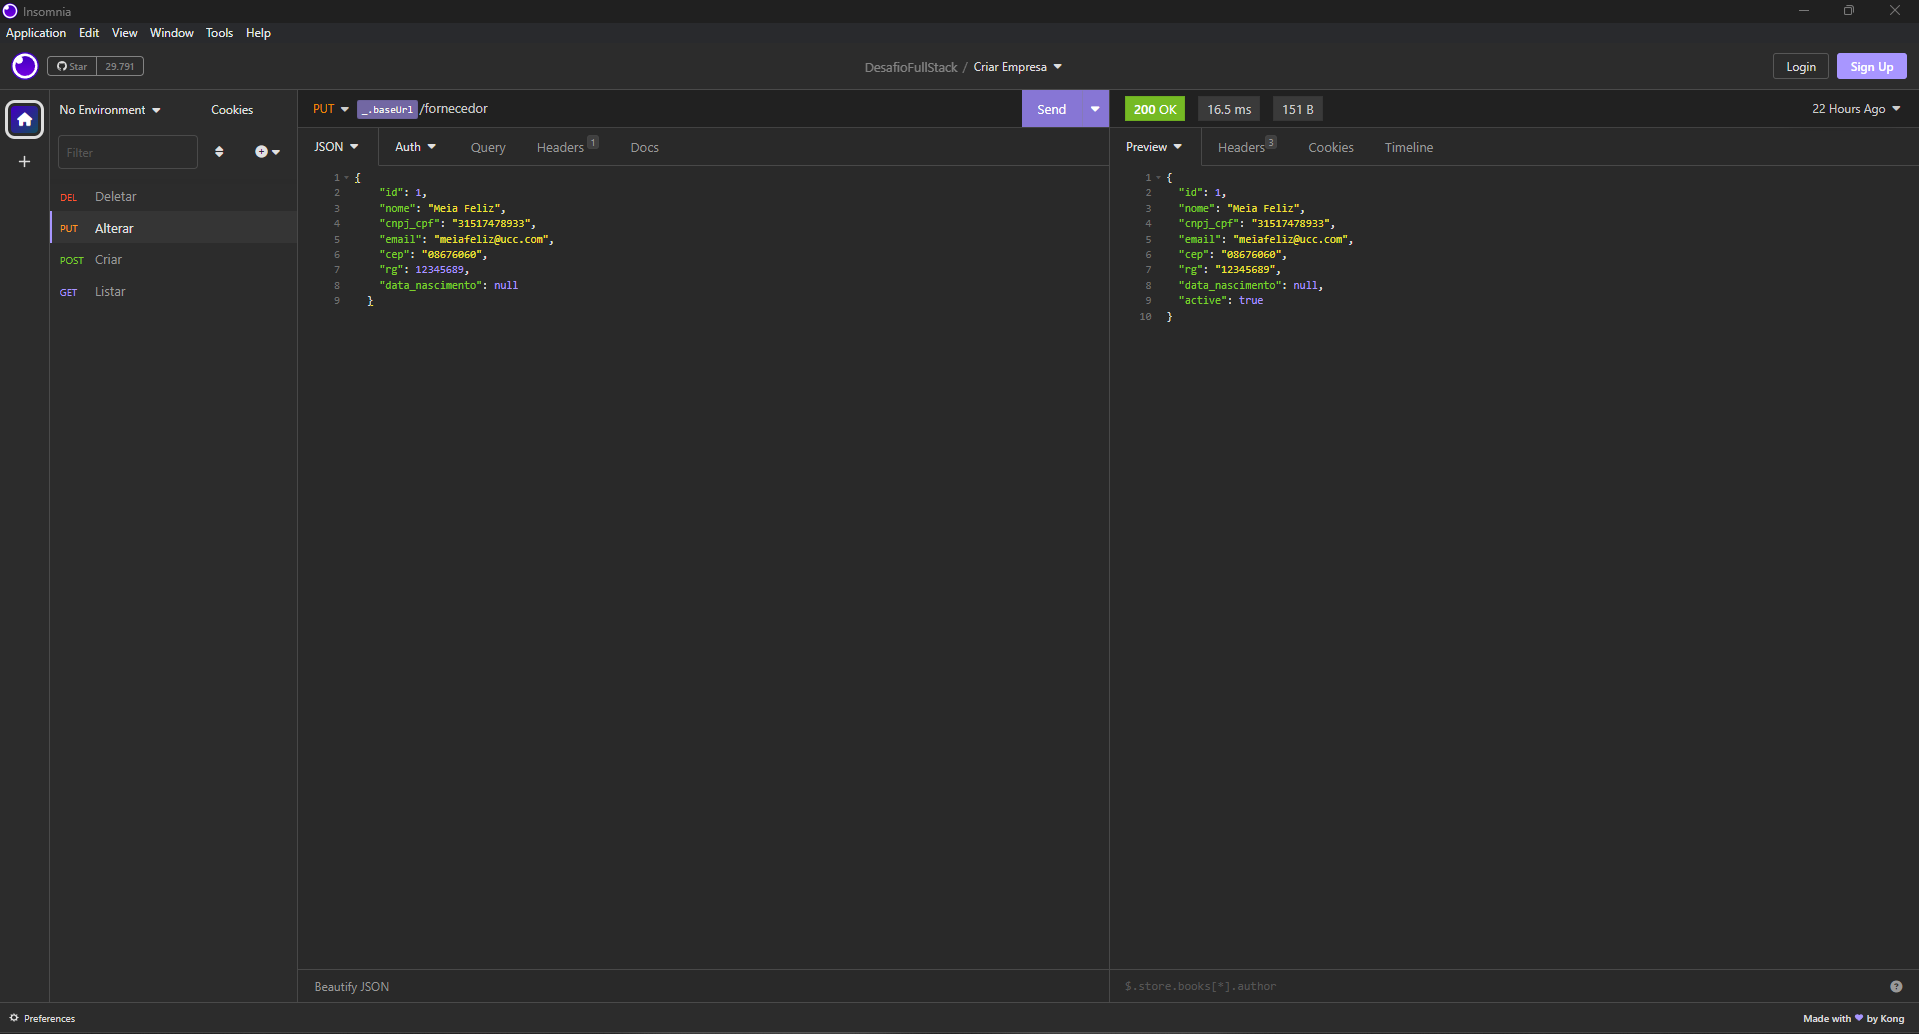 Insomnia
Application Edit View Window Tools Help
Star 29.791
DesafioFullStack / Criar Empresa
Login Sign Up
No Environment Cookies
Filter
DEL Deletar
PUT Alterar
POST Criar
GET Listar
PUT _.baseUrl /fornecedor Send
JSON Auth Query Headers 1 Docs
1 {
2 "id": 1,
3 "nome": "Meia Feliz",
4 "cnpj_cpf": "31517478933",
5 "email": "meiafeliz@ucc.com",
6 "cep": "08676060",
7 "rg": 12345689,
8 "data_nascimento": null
9 }
Beautify JSON
200 OK 16.5 ms 151 B 22 Hours Ago
Preview Headers 3 Cookies Timeline
1 {
2 "id": 1,
3 "nome": "Meia Feliz",
4 "cnpj_cpf": "31517478933",
5 "email": "meiafeliz@ucc.com",
6 "cep": "08676060",
7 "rg": "12345689",
8 "data_nascimento": null,
9 "active": true
10 }
$.store.books[*].author
Preferences
Made with ♥ by Kong